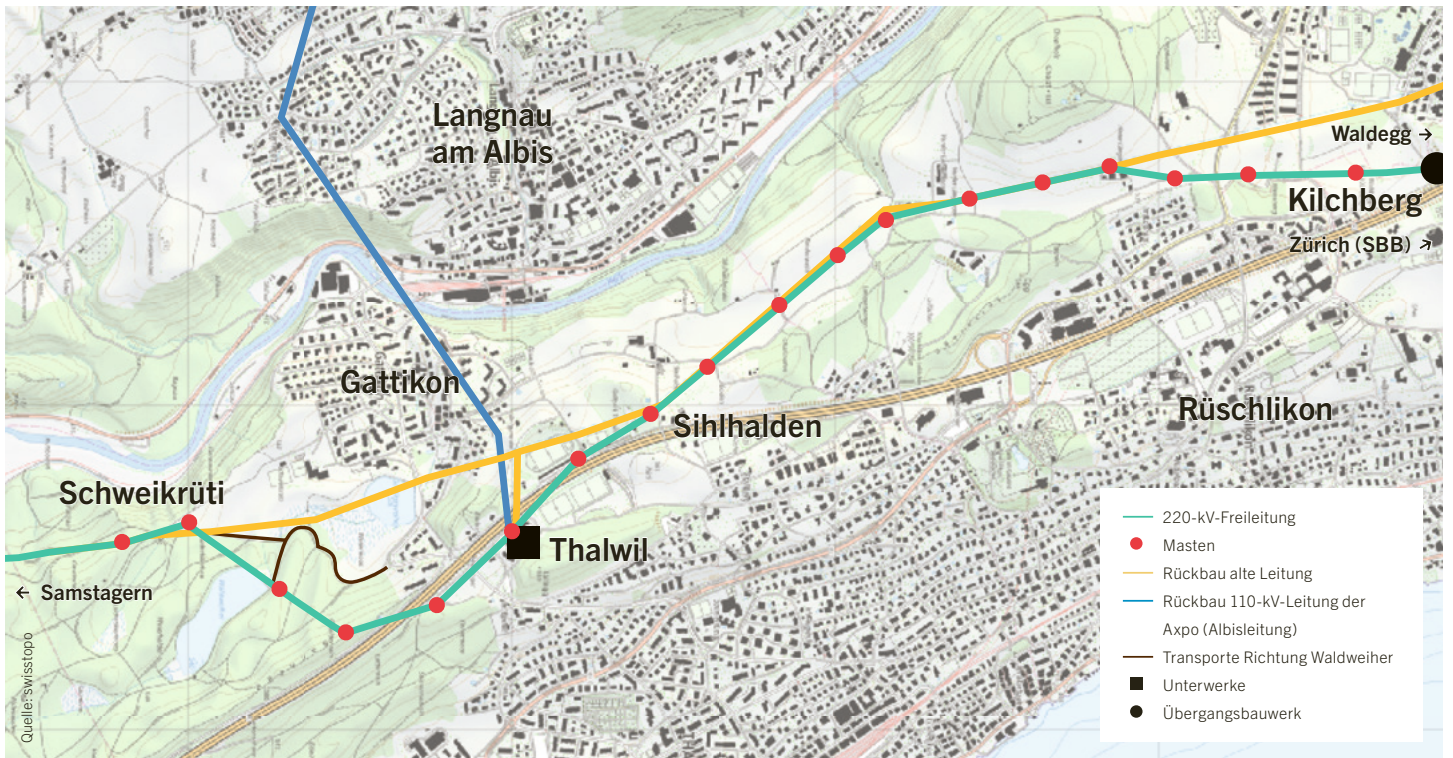 Langnau
am Albis
Waldegg →
Kilchberg
Zürich (SBB) ↗
Gattikon
Sihlhalden
Rüschlikon
Schweikrüti
Thalwil
← Samstagern
Quelle: swisstopo
220-kV-Freileitung
Masten
Rückbau alte Leitung
Rückbau 110-kV-Leitung der
Axpo (Albisleitung)
Transporte Richtung Waldweiher
Unterwerke
Übergangsbauwerk